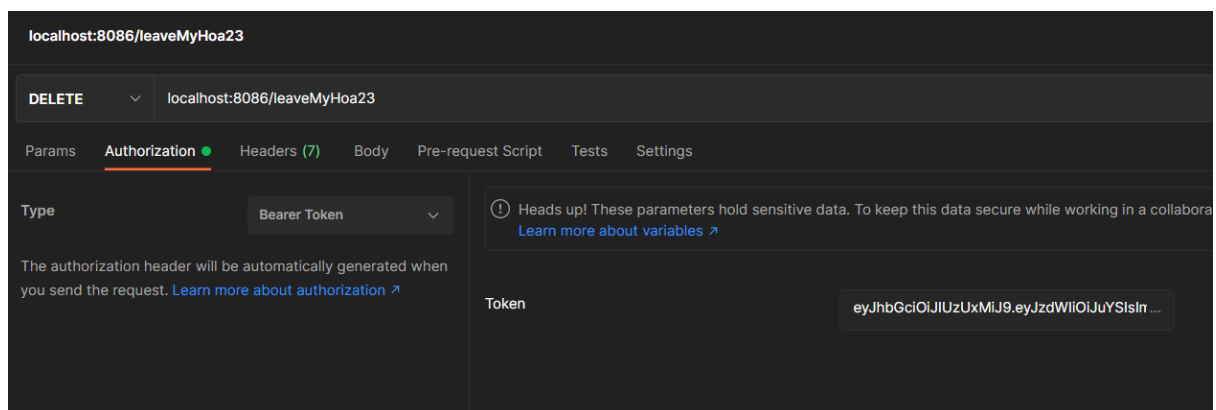 localhost:8086/leaveMyHoa23
DELETE localhost:8086/leaveMyHoa23
Params Authorization Headers (7) Body Pre-request Script Tests Settings
Type Bearer Token
The authorization header will be automatically generated when
you send the request. Learn more about authorization ↗
Heads up! These parameters hold sensitive data. To keep this data secure while working in a collabora
Learn more about variables ↗
Token eyJhbGciOiJIUzUxMiJ9.eyJzdWIiOiJuYSIsIn...